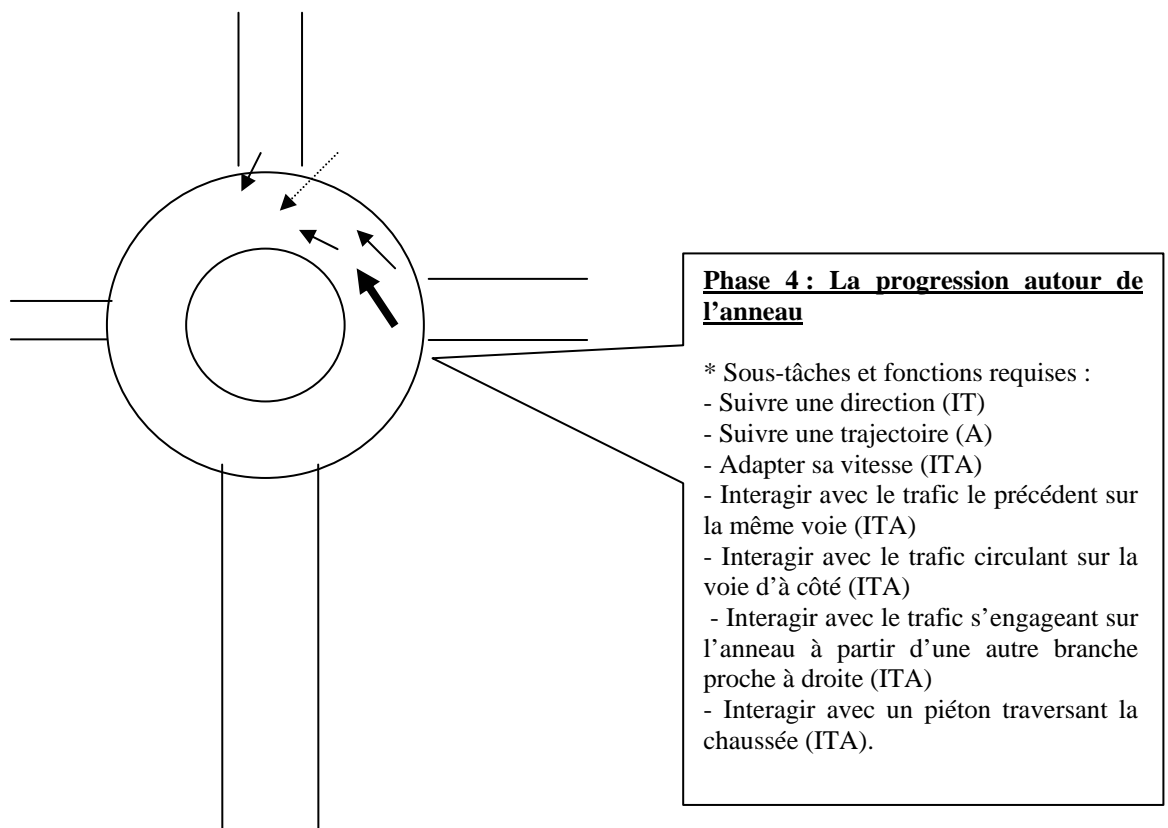 Phase 4 : La progression autour de
l’anneau
* Sous-tâches et fonctions requises :
- Suivre une direction (IT)
- Suivre une trajectoire (A)
- Adapter sa vitesse (ITA)
- Interagir avec le trafic le précédent sur
la même voie (ITA)
- Interagir avec le trafic circulant sur la
voie d’à côté (ITA)
- Interagir avec le trafic s’engageant sur
l’anneau à partir d’une autre branche
proche à droite (ITA)
- Interagir avec un piéton traversant la
chaussée (ITA).